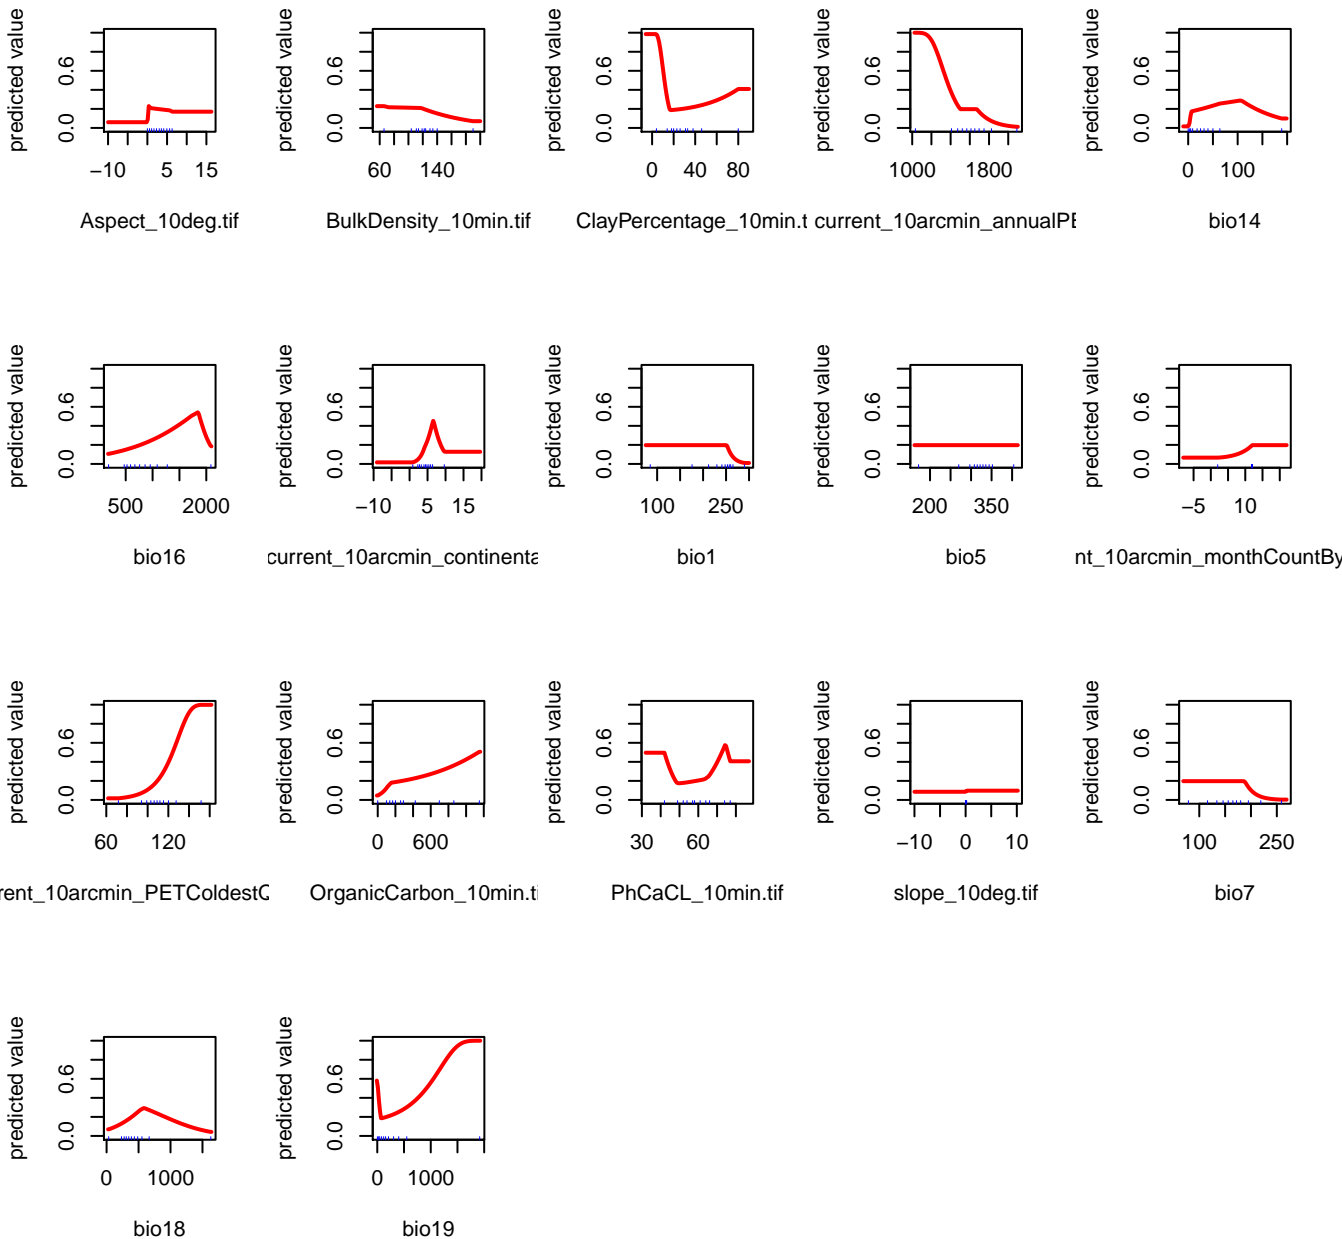 predicted value
0.0 0.6
−10 5 15
Aspect_10deg.tif
predicted value
0.0 0.6
60 140
BulkDensity_10min.tif
predicted value
0.0 0.6
0 40 80
ClayPercentage_10min.t
predicted value
0.0 0.6
1000 1800
current_10arcmin_annualPE
predicted value
0.0 0.6
0 100
bio14
predicted value
0.0 0.6
500 2000
bio16
predicted value
0.0 0.6
−10 5 15
current_10arcmin_continenta
predicted value
0.0 0.6
100 250
bio1
predicted value
0.0 0.6
200 350
bio5
predicted value
0.0 0.6
−5 10
nt_10arcmin_monthCountBy
predicted value
0.0 0.6
60 120
rent_10arcmin_PETColdestQ
predicted value
0.0 0.6
0 600
OrganicCarbon_10min.ti
predicted value
0.0 0.6
30 60
PhCaCL_10min.tif
predicted value
0.0 0.6
−10 0 10
slope_10deg.tif
predicted value
0.0 0.6
100 250
bio7
predicted value
0.0 0.6
0 1000
bio18
predicted value
0.0 0.6
0 1000
bio19